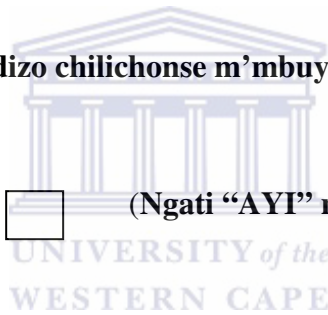 dizo chilichonse m’mbuy
(Ngati “AYI”
UNIVERSITY of the
WESTERN CAPE